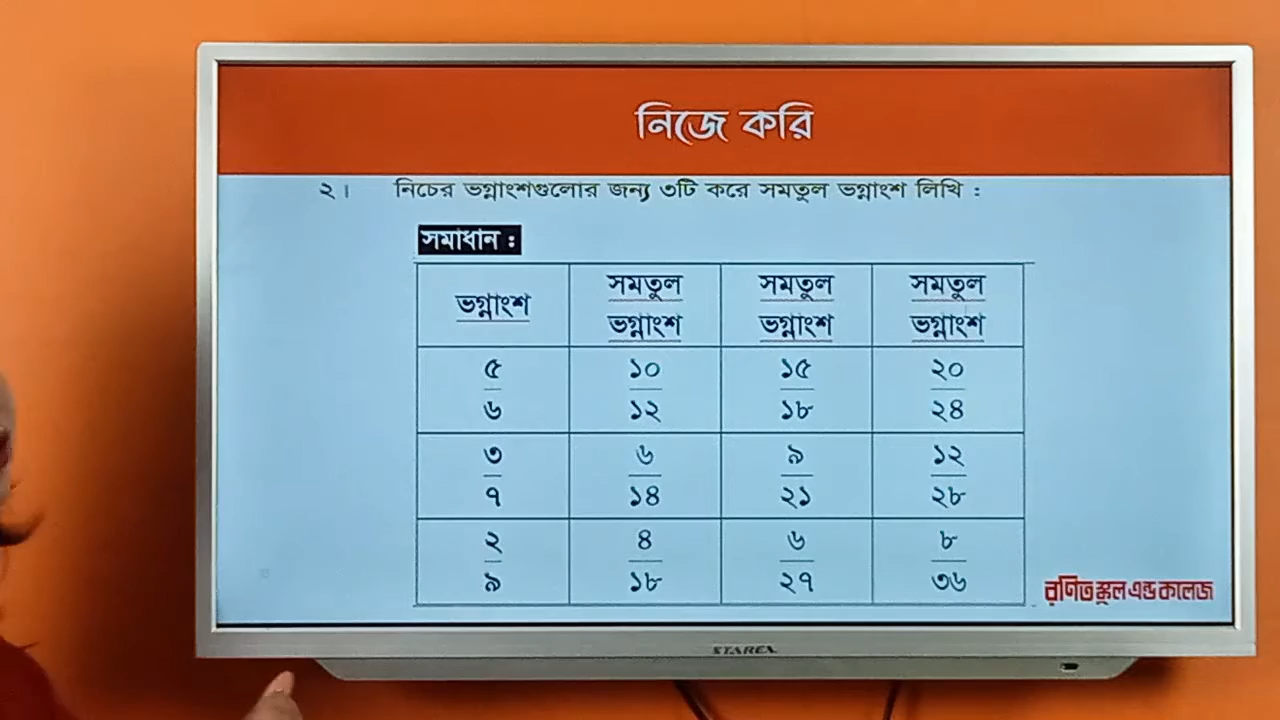 নিজে করি
২। নিচের ভগ্নাংশগুলোর জন্য ৩টি করে সমতুল ভগ্নাংশ লিখি :
সমাধান :
ভগ্নাংশ সমতুল ভগ্নাংশ সমতুল ভগ্নাংশ সমতুল ভগ্নাংশ
৫/৬ ১০/১২ ১৫/১৮ ২০/২৪
৩/৭ ৬/১৪ ৯/২১ ১২/২৮
২/৯ ৪/১৮ ৬/২৭ ৮/৩৬
রণিত স্কুল এন্ড কলেজ
STAREX